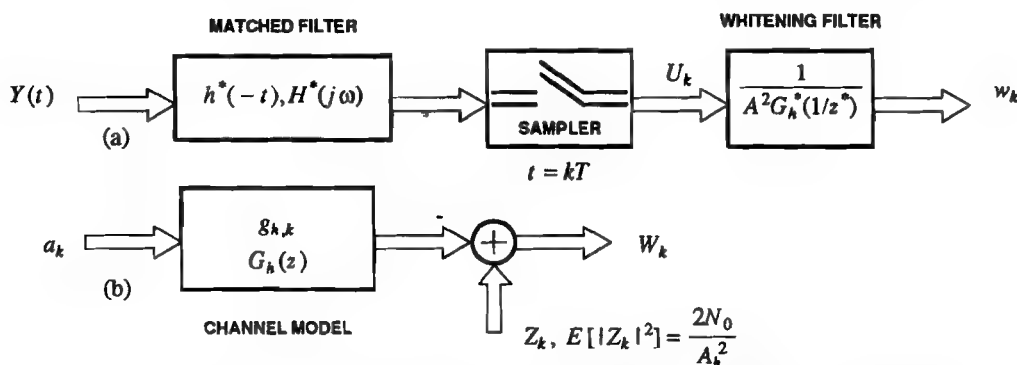 MATCHED FILTER
WHITENING FILTER
Y(t)
h*(-t), H*(jω)
SAMPLER
t = kT
U_k
1 / A²G_h*(1/z*)
w_k
(a)
a_k
g_{h,k}
G_h(z)
+
W_k
(b)
CHANNEL MODEL
Z_k, E[|Z_k|²] = 2N_0 / A_h²